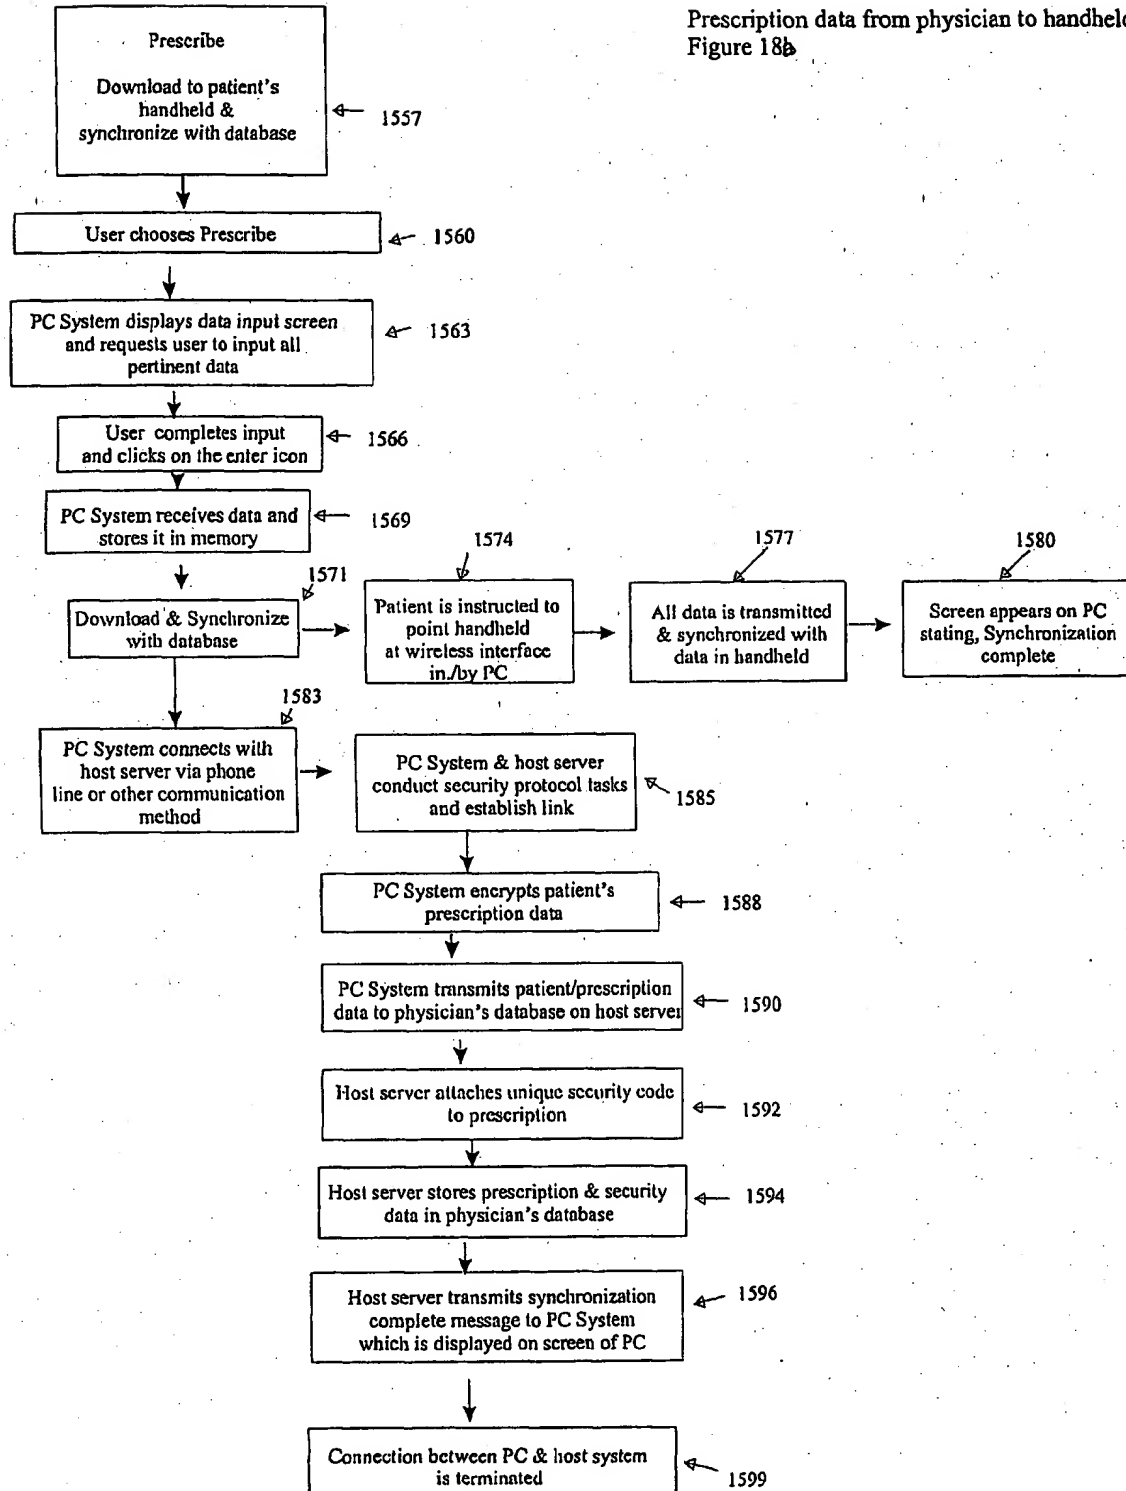 Prescription data from physician to handheld
Figure 18b
Prescribe
Download to patient's
handheld &
synchronize with database
1557
User chooses Prescribe
1560
PC System displays data input screen
and requests user to input all
pertinent data
1563
User completes input
and clicks on the enter icon
1566
PC System receives data and
stores it in memory
1569
1571
Download & Synchronize
with database
1574
Patient is instructed to
point handheld
at wireless interface
in./by PC
1577
All data is transmitted
& synchronized with
data in handheld
1580
Screen appears on PC
stating, Synchronization
complete
1583
PC System connects with
host server via phone
line or other communication
method
PC System & host server
conduct security protocol tasks
and establish link
1585
PC System encrypts patient's
prescription data
1588
PC System transmits patient/prescription
data to physician's database on host server
1590
Host server attaches unique security code
to prescription
1592
Host server stores prescription & security
data in physician's database
1594
Host server transmits synchronization
complete message to PC System
which is displayed on screen of PC
1596
Connection between PC & host system
is terminated
1599